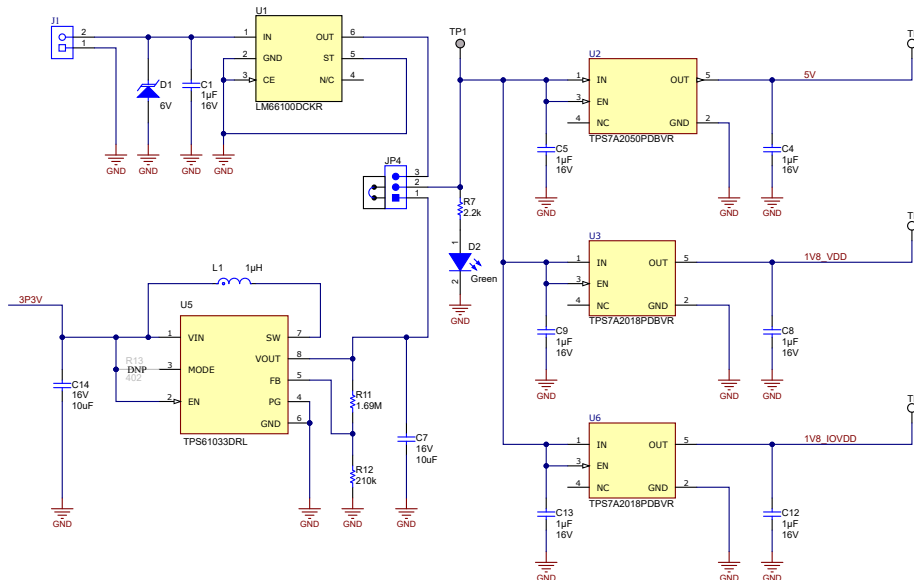 J1
2
1
GND
D1
6V
GND
C1
1µF
16V
GND
U1
1
IN
OUT
6
2
GND
ST
5
3
CE
N/C
4
LM66100DCKR
GND
JP4
3
2
1
TP1
R7
2.2k
1
D2
2
Green
GND
U2
1
IN
OUT
5
3
EN
4
NC
GND
2
TPS7A2050PDBVR
5V
C5
1µF
16V
GND
GND
C4
1µF
16V
GND
U3
1
IN
OUT
5
3
EN
4
NC
GND
2
TPS7A2018PDBVR
1V8_VDD
C9
1µF
16V
GND
GND
C8
1µF
16V
GND
U6
1
IN
OUT
5
3
EN
4
NC
GND
2
TPS7A2018PDBVR
1V8_IOVDD
C13
1µF
16V
GND
GND
C12
1µF
16V
GND
3P3V
L1
1µH
U5
1
VIN
SW
7
VOUT
8
R13
DNP
402
3
MODE
FB
5
2
EN
PG
4
GND
6
TPS61033DRL
C14
16V
10uF
GND
GND
R11
1.69M
R12
210k
GND
C7
16V
10uF
GND